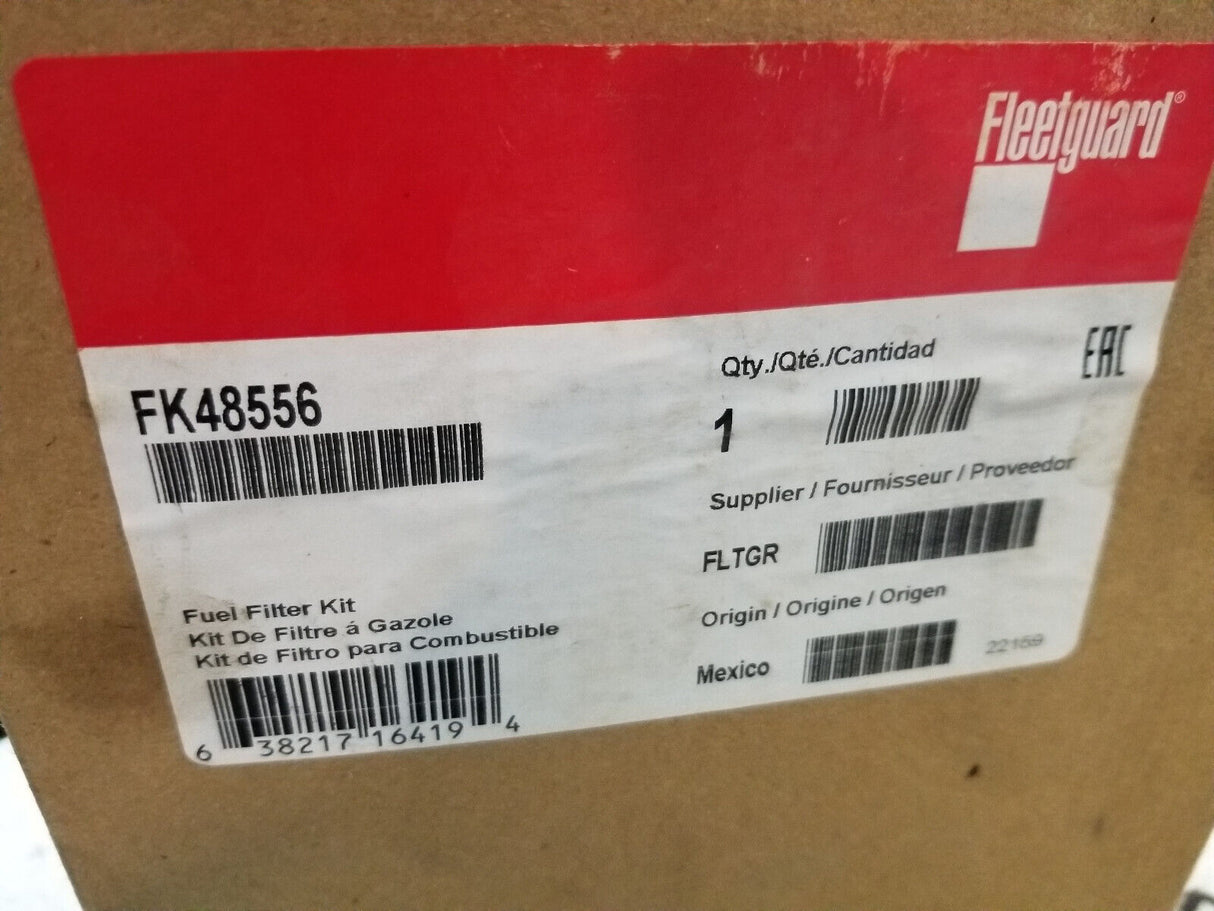 Fleetguard®
FK48556
Qty./Qté./Cantidad
1
EAC
Supplier / Fournisseur / Proveedor
FLTGR
Origin / Origine / Origen
Mexico
22159
Fuel Filter Kit
Kit De Filtre á Gazole
Kit de Filtro para Combustible
6 38217 16419 4